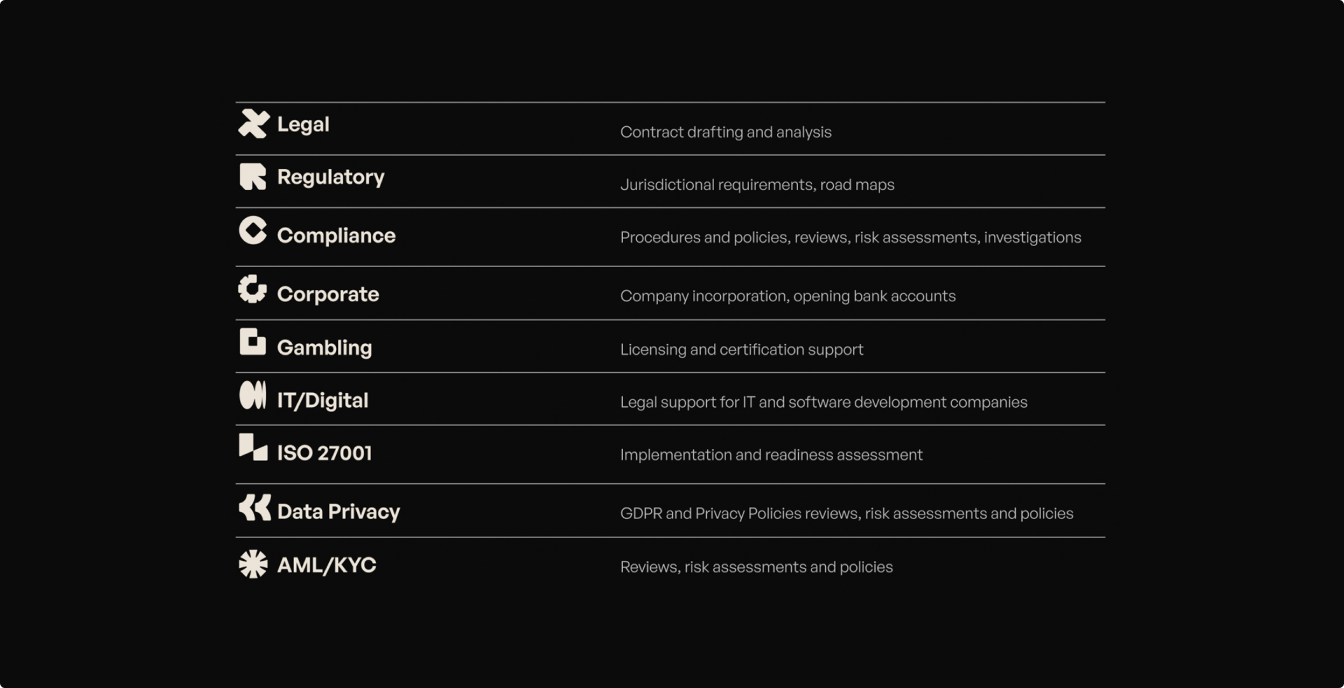 Legal
Contract drafting and analysis
Regulatory
Jurisdictional requirements, road maps
Compliance
Procedures and policies, reviews, risk assessments, investigations
Corporate
Company incorporation, opening bank accounts
Gambling
Licensing and certification support
IT/Digital
Legal support for IT and software development companies
ISO 27001
Implementation and readiness assessment
Data Privacy
GDPR and Privacy Policies reviews, risk assessments and policies
AML/KYC
Reviews, risk assessments and policies